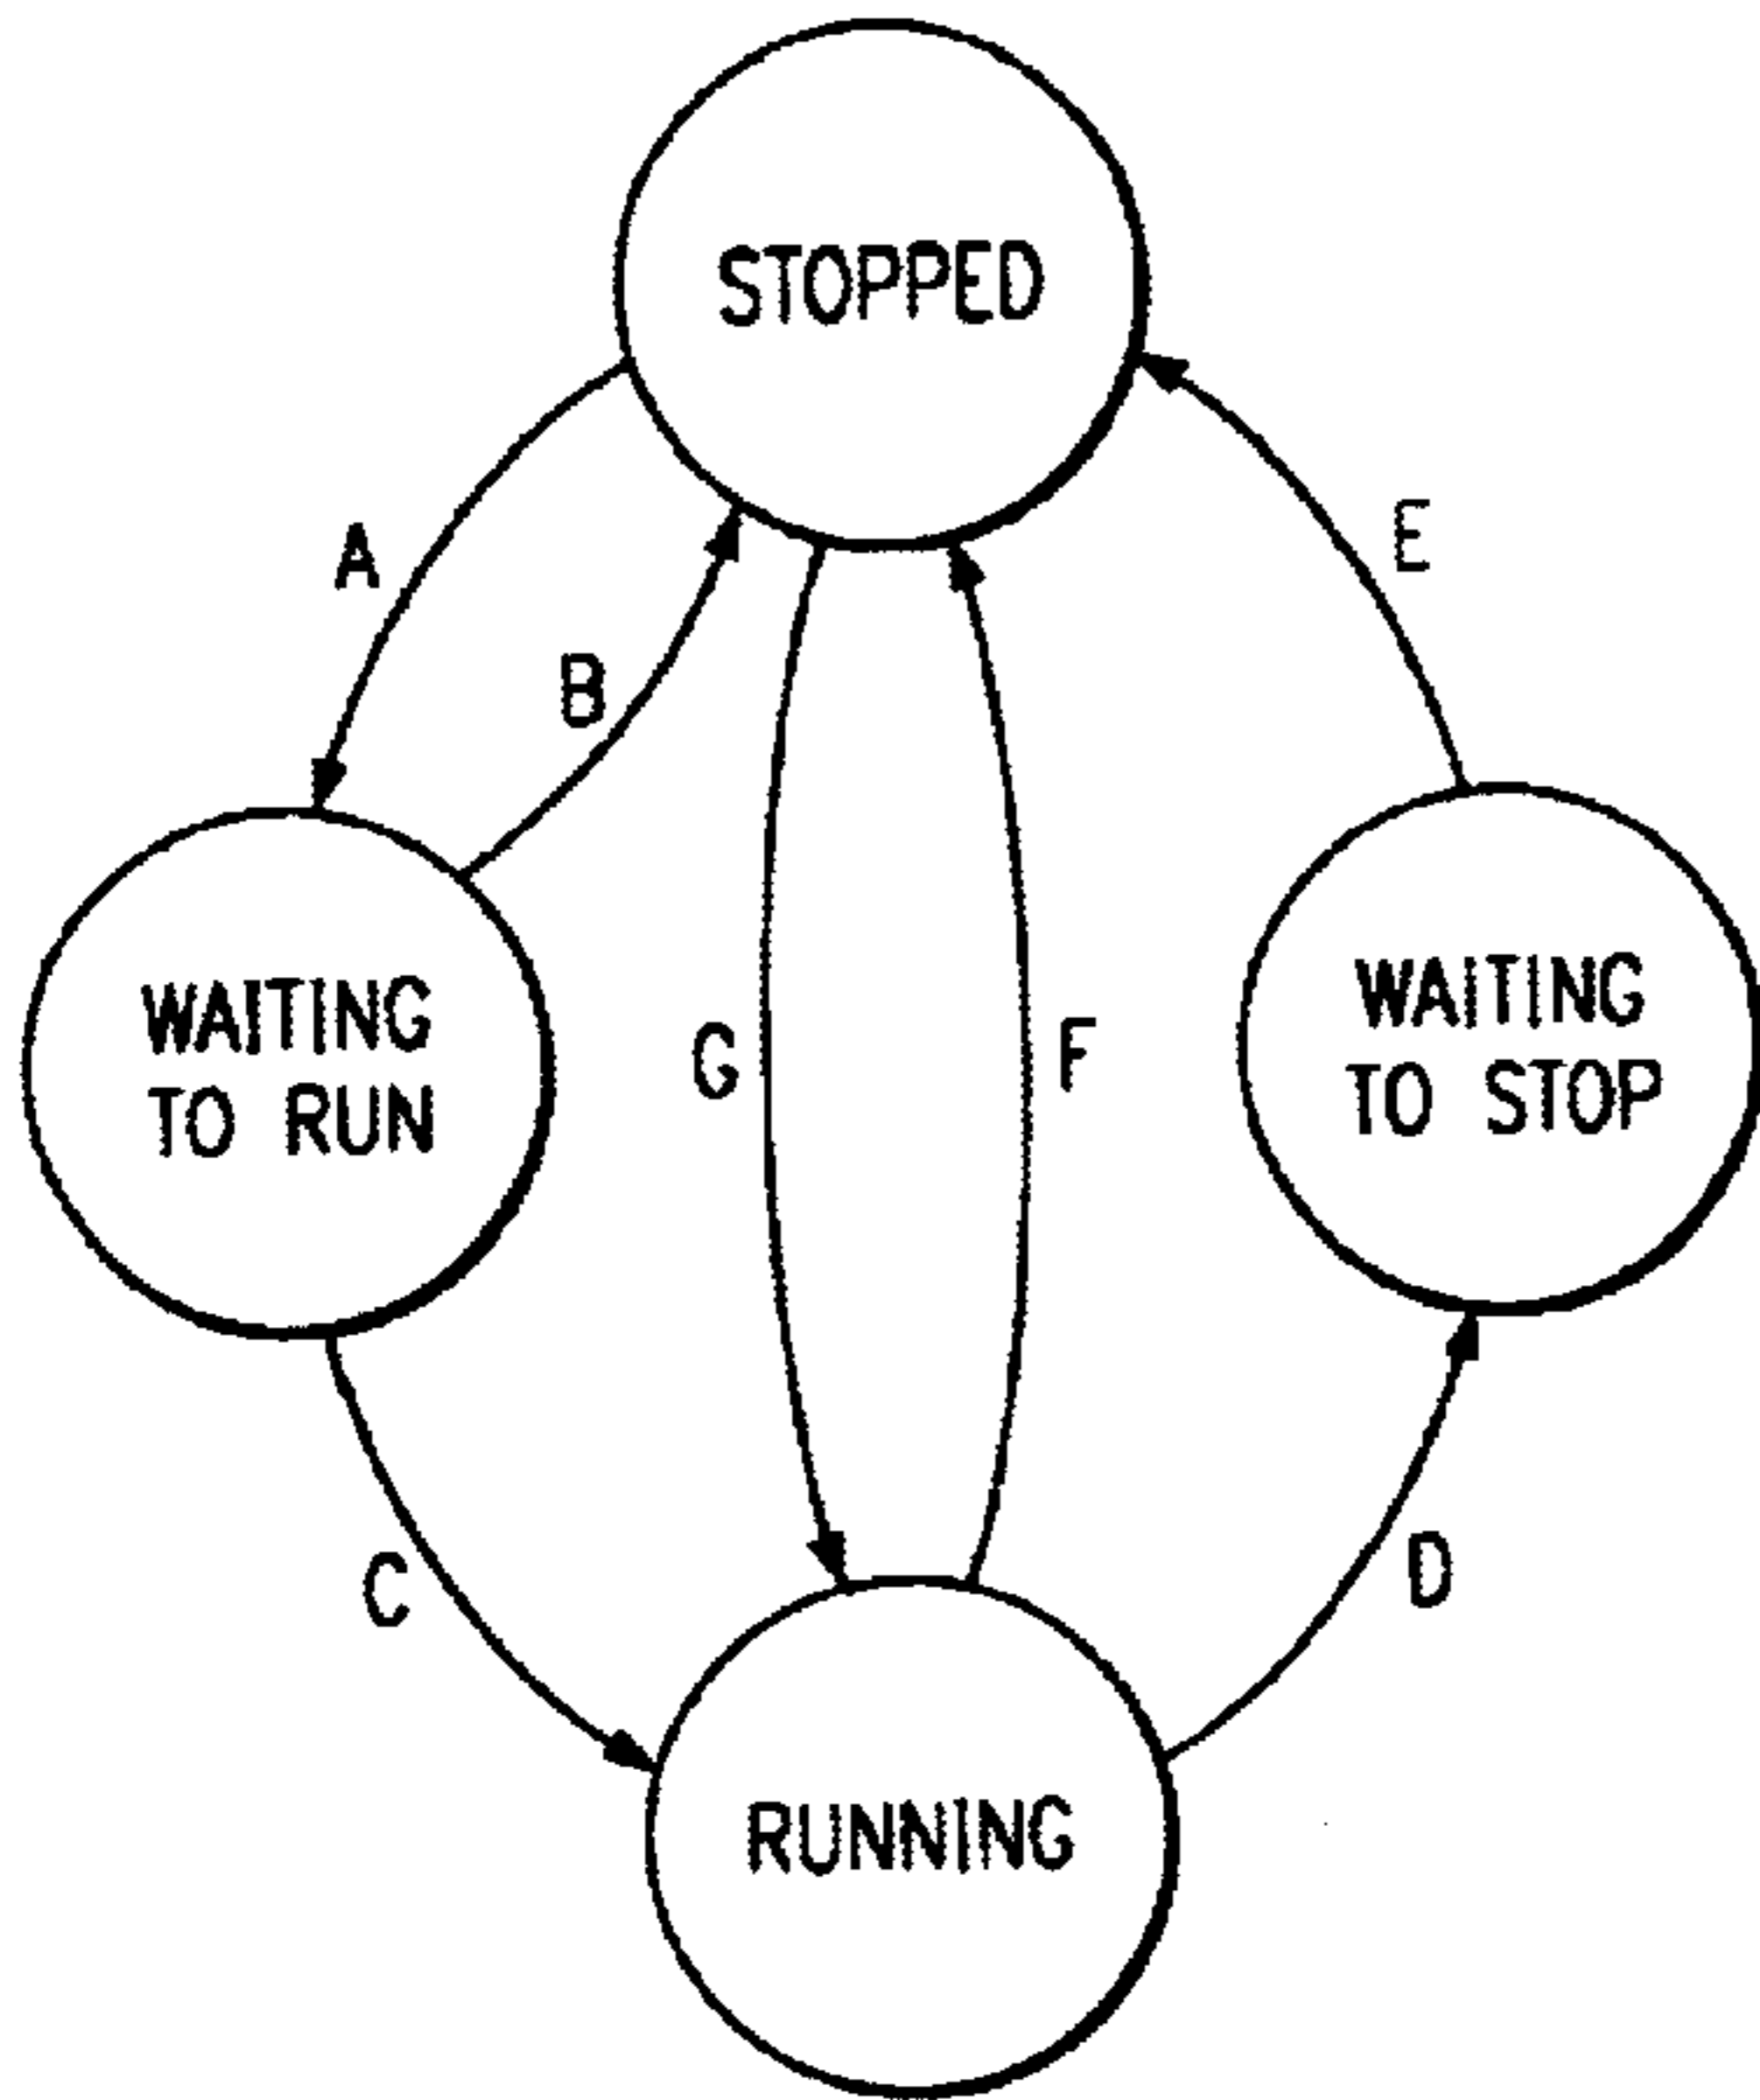 STOPPED
A
E
B
WAITING
TO RUN
G
F
WAITING
TO STOP
C
D
RUNNING